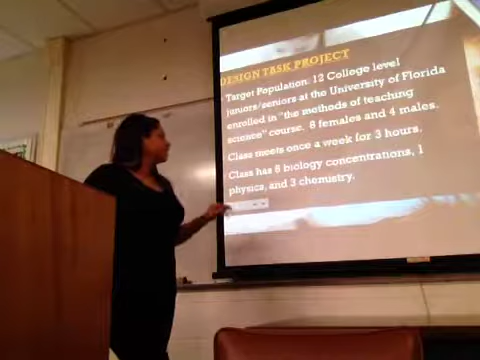 DESIGN TASK PROJECT
Target Population: 12 College level
juniors/seniors at the University of Florida
enrolled in "the methods of teaching
science" course. 8 females and 4 males.
Class meets once a week for 3 hours.
Class has 8 biology concentrations, 1
physics, and 3 chemistry.